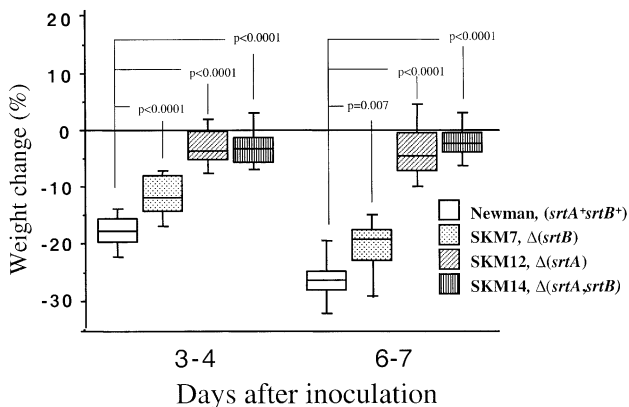 20
10
0
-10
-20
-30
Weight change (%)
p<0.0001
p<0.0001
p<0.0001
p<0.0001
p<0.0001
p=0.007
Newman, (srtA+srtB+)
SKM7, Δ(srtB)
SKM12, Δ(srtA)
SKM14, Δ(srtA,srtB)
3-4
6-7
Days after inoculation